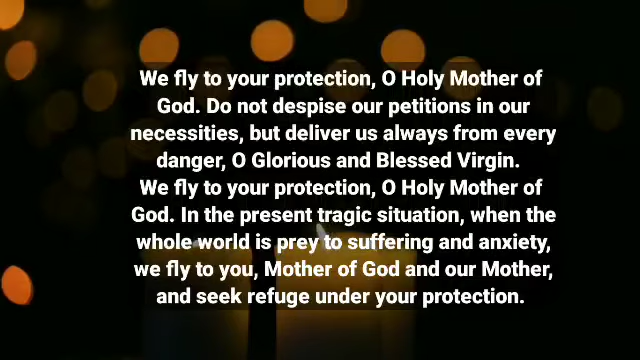 We fly to your protection, O Holy Mother of
God. Do not despise our petitions in our
necessities, but deliver us always from every
danger, O Glorious and Blessed Virgin.
We fly to your protection, O Holy Mother of
God. In the present tragic situation, when the
whole world is prey to suffering and anxiety,
we fly to you, Mother of God and our Mother,
and seek refuge under your protection.